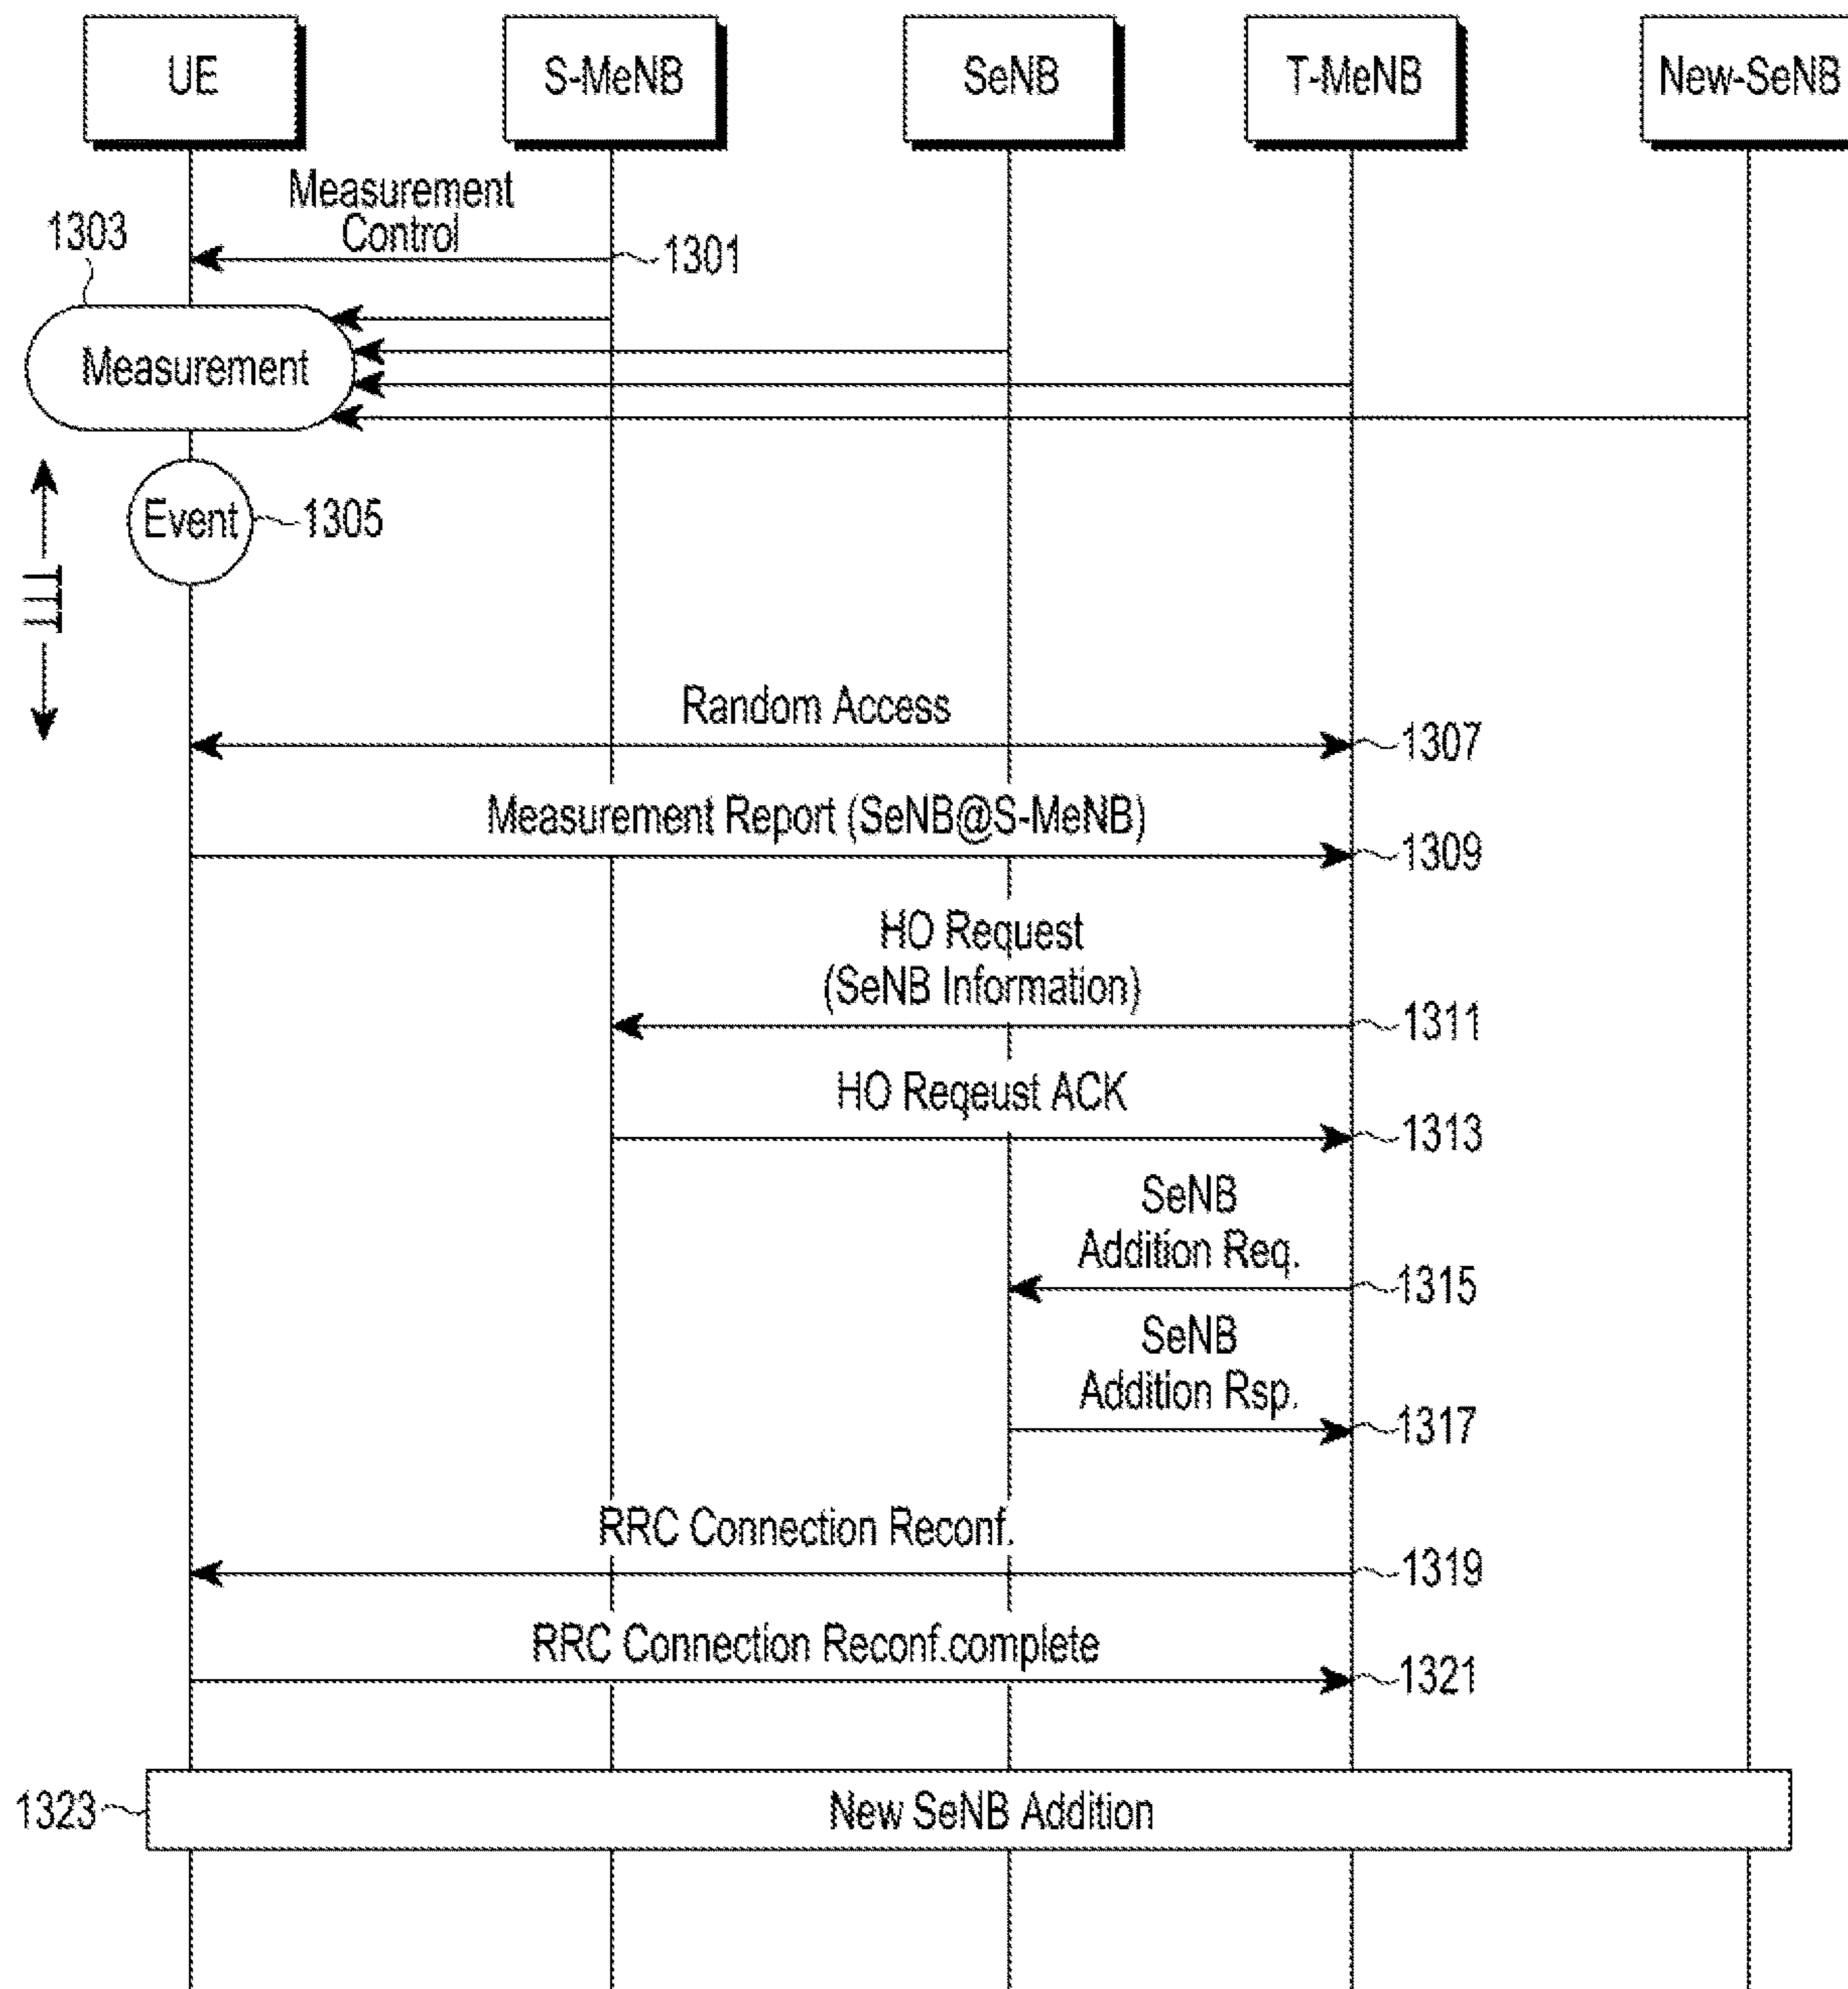 UE
S-MeNB
SeNB
T-MeNB
New-SeNB
Measurement
Control
1303
1301
Measurement
Event
1305
TTT
Random Access
1307
Measurement Report (SeNB@S-MeNB)
1309
HO Request
(SeNB Information)
1311
HO Reqeust ACK
1313
SeNB
Addition Req.
1315
SeNB
Addition Rsp.
1317
RRC Connection Reconf.
1319
RRC Connection Reconf.complete
1321
1323
New SeNB Addition